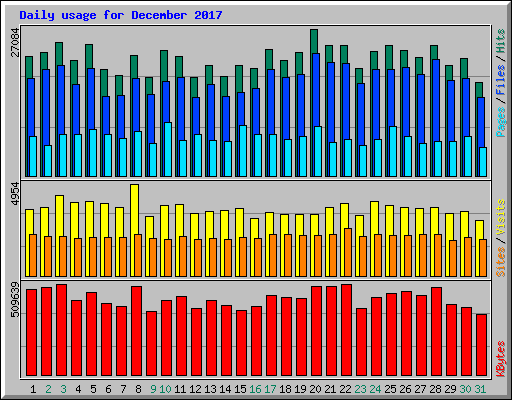 Daily usage for December 2017
27084
Pages / Files / Hits
4954
Sites / Visits
509639
KBytes
1 2 3 4 5 6 7 8 9 10 11 12 13 14 15 16 17 18 19 20 21 22 23 24 25 26 27 28 29 30 31